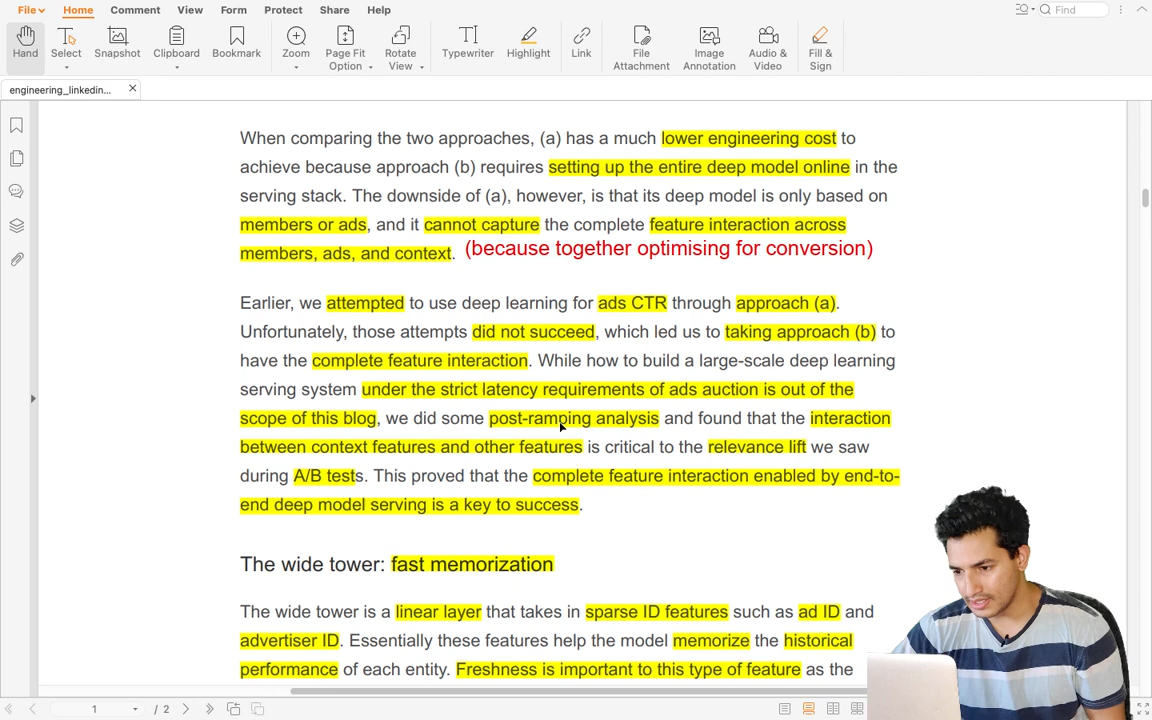 File Home Comment View Form Protect Share Help Find
Hand Select Snapshot Clipboard Bookmark Zoom Page Fit Option Rotate View Typewriter Highlight Link File Attachment Image Annotation Audio & Video Fill & Sign
engineering_linkedin...
When comparing the two approaches, (a) has a much lower engineering cost to
achieve because approach (b) requires setting up the entire deep model online in the
serving stack. The downside of (a), however, is that its deep model is only based on
members or ads, and it cannot capture the complete feature interaction across
members, ads, and context. (because together optimising for conversion)
Earlier, we attempted to use deep learning for ads CTR through approach (a).
Unfortunately, those attempts did not succeed, which led us to taking approach (b) to
have the complete feature interaction. While how to build a large-scale deep learning
serving system under the strict latency requirements of ads auction is out of the
scope of this blog, we did some post-ramping analysis and found that the interaction
between context features and other features is critical to the relevance lift we saw
during A/B tests. This proved that the complete feature interaction enabled by end-to-
end deep model serving is a key to success.
The wide tower: fast memorization
The wide tower is a linear layer that takes in sparse ID features such as ad ID and
advertiser ID. Essentially these features help the model memorize the historical
performance of each entity. Freshness is important to this type of feature as the
1 / 2